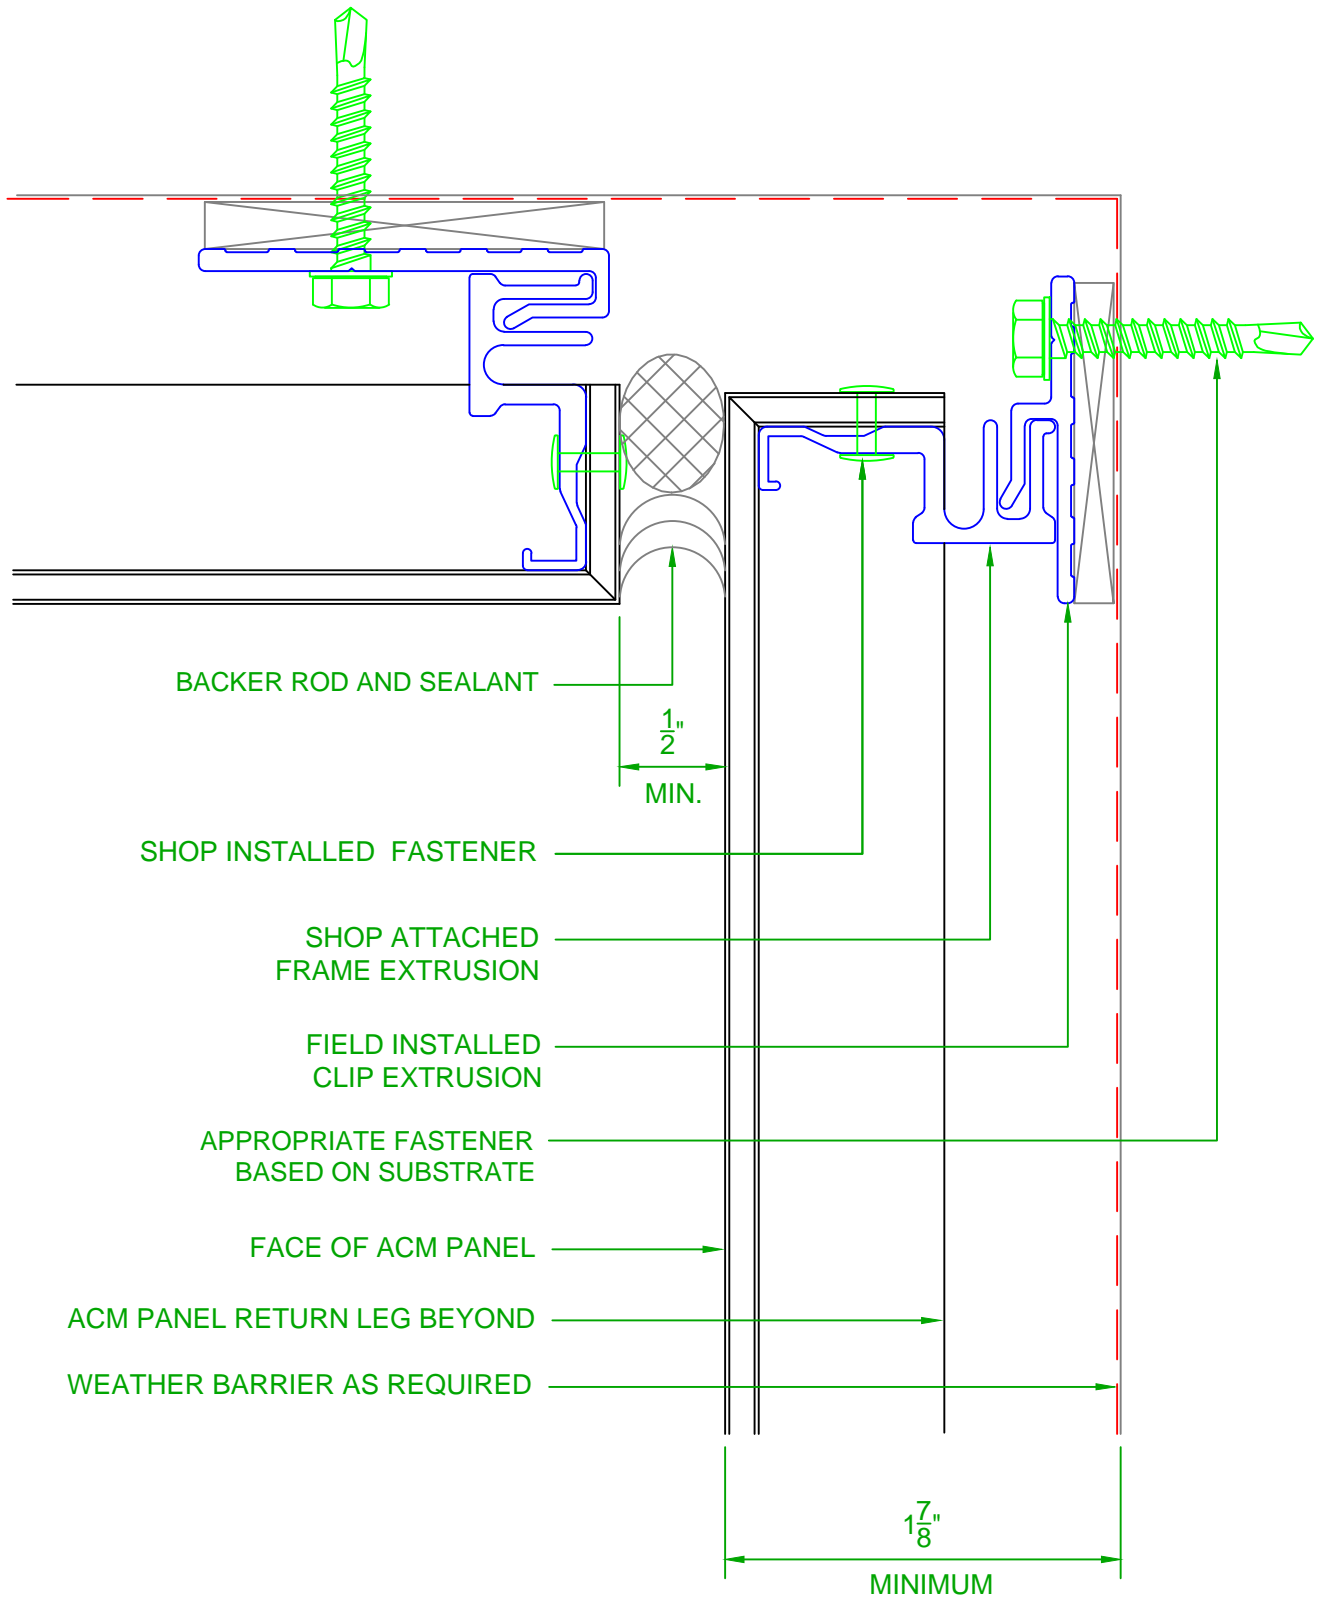 BACKER ROD AND SEALANT
1/2"
MIN.
SHOP INSTALLED FASTENER
SHOP ATTACHED
FRAME EXTRUSION
FIELD INSTALLED
CLIP EXTRUSION
APPROPRIATE FASTENER
BASED ON SUBSTRATE
FACE OF ACM PANEL
ACM PANEL RETURN LEG BEYOND
WEATHER BARRIER AS REQUIRED
1 7/8"
MINIMUM